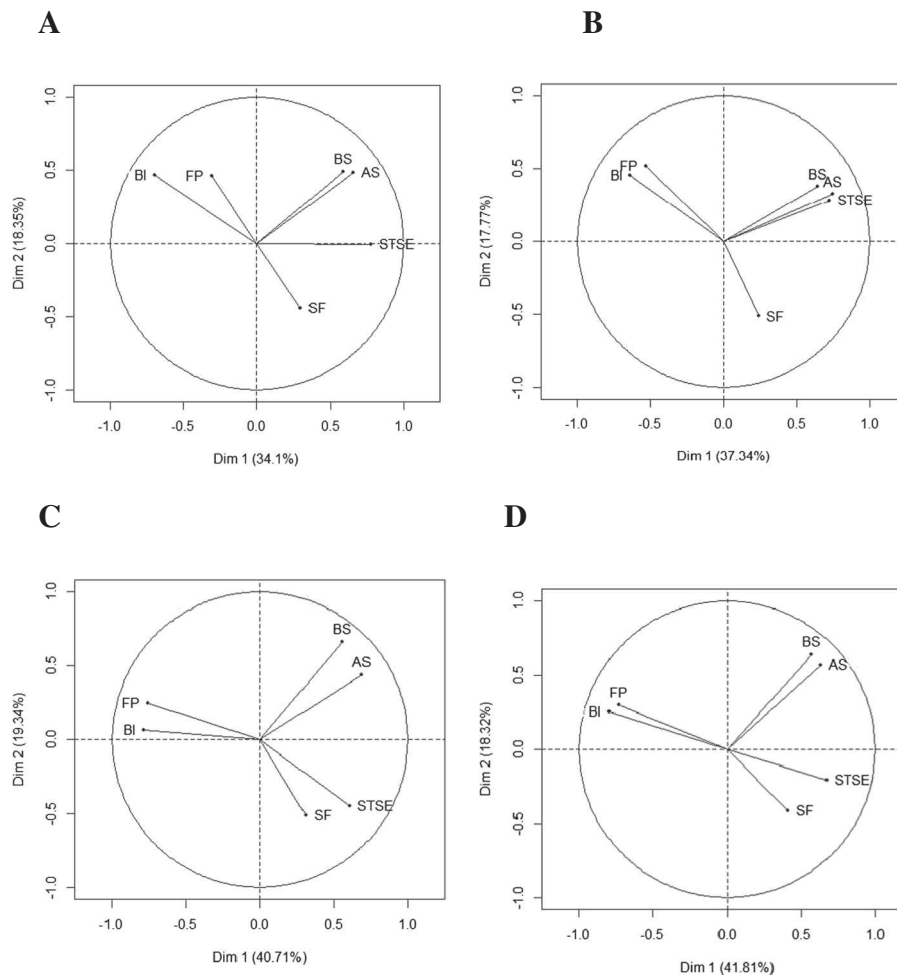 A
1.0
0.5
0.0
-0.5
-1.0
Dim 2 (18.35%)
BI
FP
BS
AS
STSE
SF
-1.0 -0.5 0.0 0.5 1.0
Dim 1 (34.1%)
B
1.0
0.5
0.0
-0.5
-1.0
Dim 2 (17.77%)
FP
BI
BS
AS
STSE
SF
-1.0 -0.5 0.0 0.5 1.0
Dim 1 (37.34%)
C
1.0
0.5
0.0
-0.5
-1.0
Dim 2 (19.34%)
BS
AS
FP
BI
STSE
SF
-1.0 -0.5 0.0 0.5 1.0
Dim 1 (40.71%)
D
1.0
0.5
0.0
-0.5
-1.0
Dim 2 (18.32%)
BS
AS
FP
BI
STSE
SF
-1.0 -0.5 0.0 0.5 1.0
Dim 1 (41.81%)